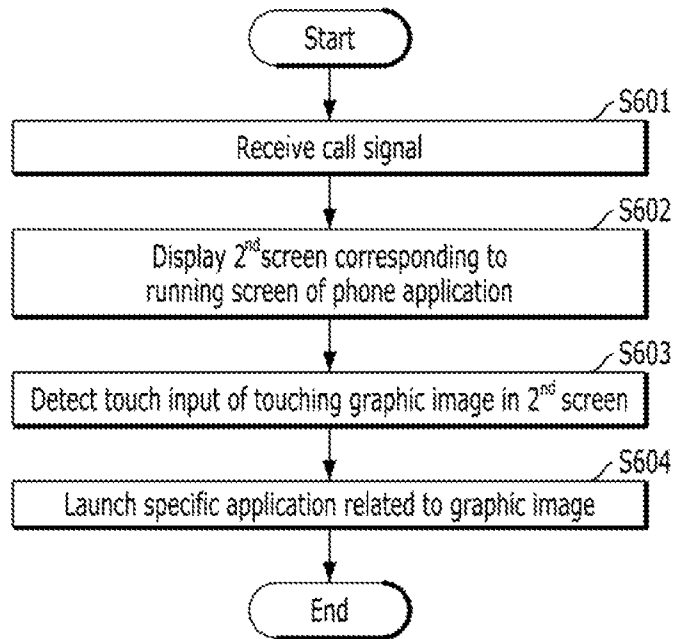 Start
S601
Receive call signal
S602
Display 2nd screen corresponding to
running screen of phone application
S603
Detect touch input of touching graphic image in 2nd screen
S604
Launch specific application related to graphic image
End